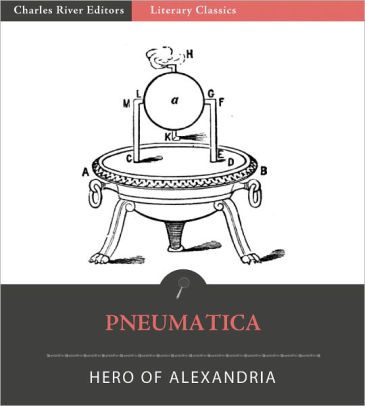 Charles River Editors Literary Classics
H
L G
M a F
K
C E D
A B
PNEUMATICA
HERO OF ALEXANDRIA